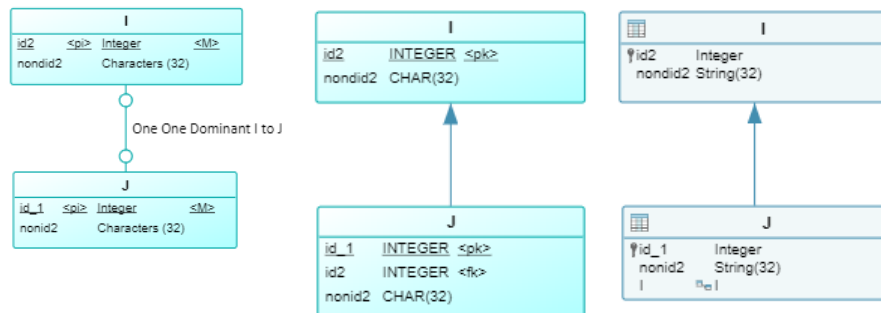 I
id2 <pi> Integer <M>
nondid2 Characters (32)
One One Dominant I to J
J
id_1 <pi> Integer <M>
nonid2 Characters (32)
I
id2 INTEGER <pk>
nondid2 CHAR(32)
J
id_1 INTEGER <pk>
id2 INTEGER <fk>
nonid2 CHAR(32)
I
id2 Integer
nondid2 String(32)
J
id_1 Integer
nonid2 String(32)
I I